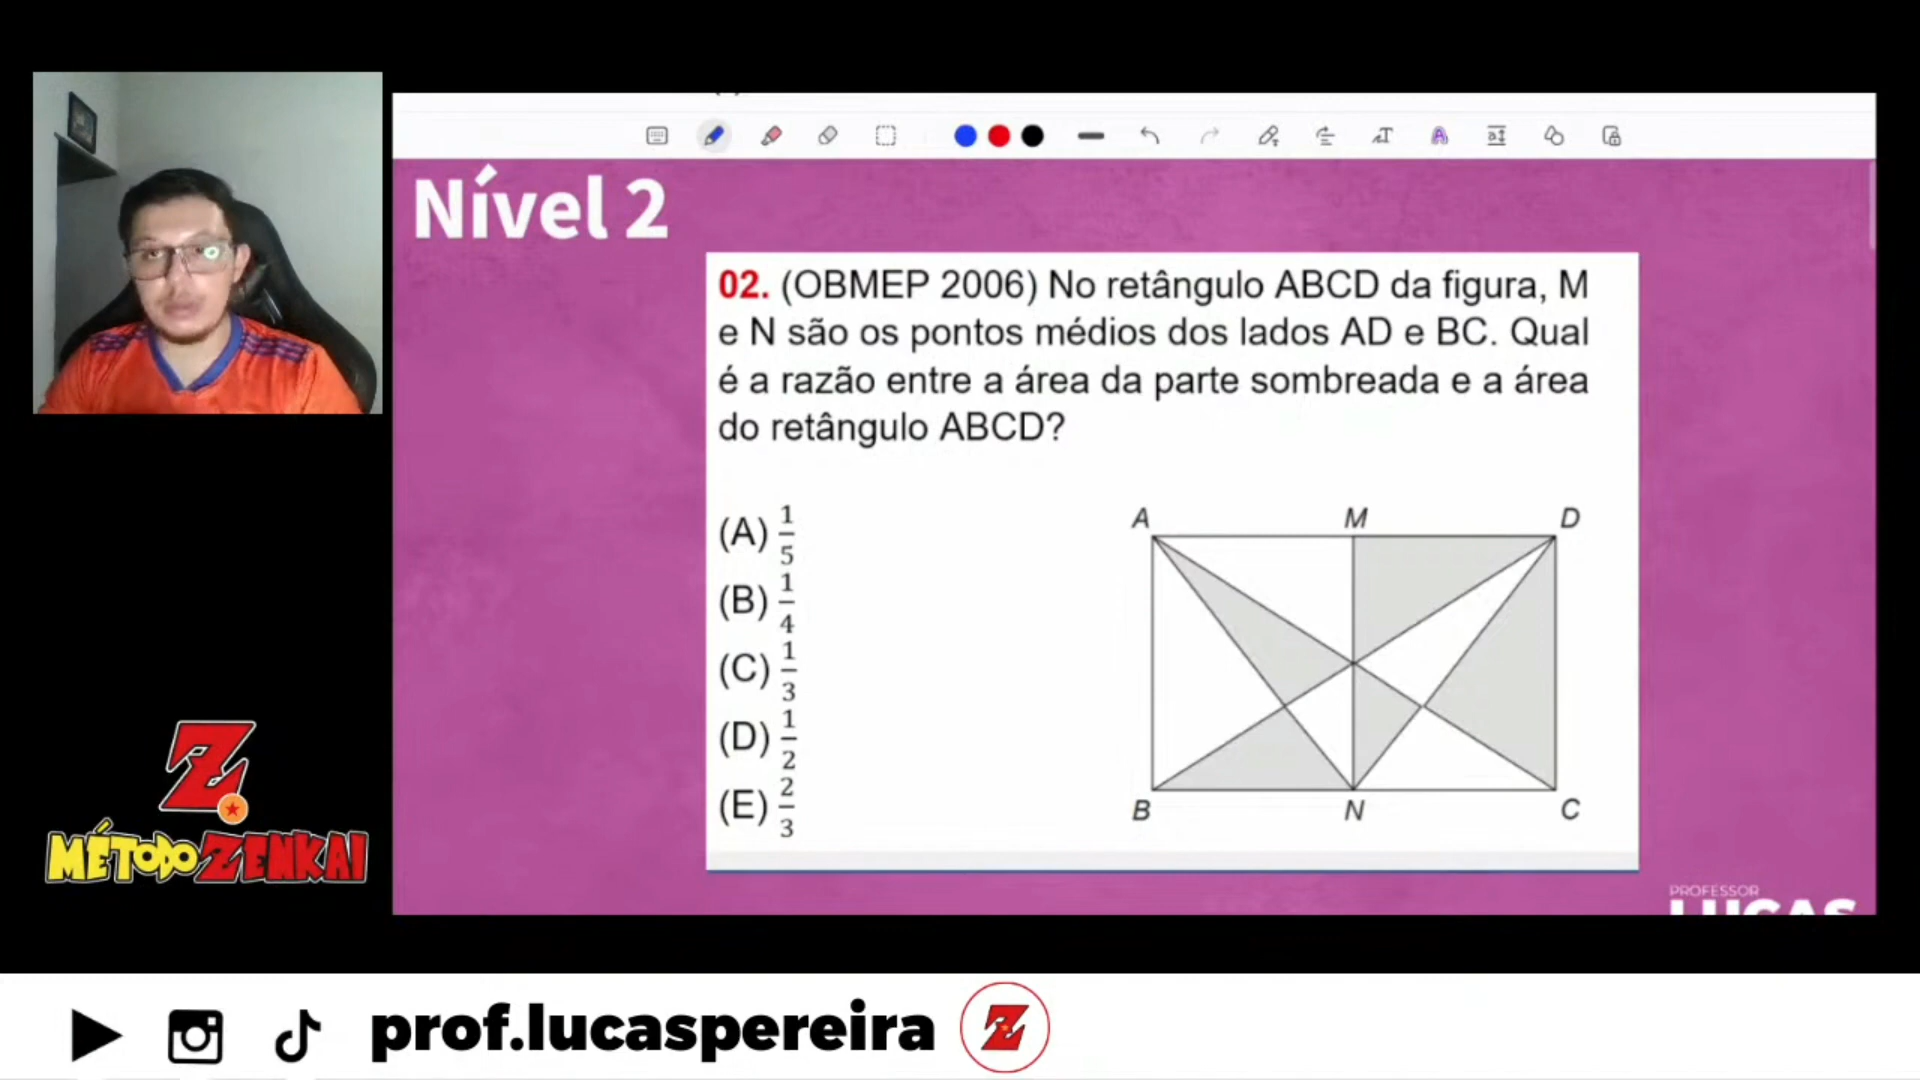 Nível 2
02. (OBMEP 2006) No retângulo ABCD da figura, M
e N são os pontos médios dos lados AD e BC. Qual
é a razão entre a área da parte sombreada e a área
do retângulo ABCD?
(A) 1/5
(B) 1/4
(C) 1/3
(D) 1/2
(E) 2/3
A M D
B N C
Z
MÉTODO ZENKAI
PROFESSOR
LUCAS
prof.lucaspereira Z